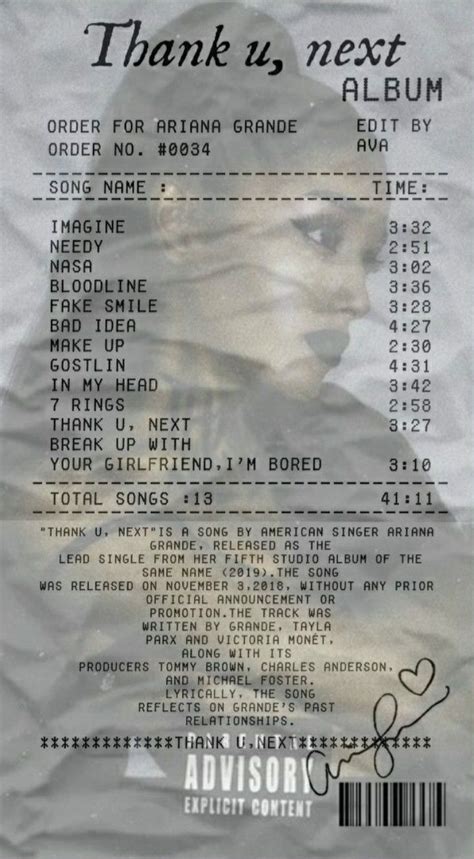 Thank u, next
ALBUM
ORDER FOR ARIANA GRANDE
ORDER NO. #0034
EDIT BY
AVA
SONG NAME :
TIME:
IMAGINE 3:32
NEEDY 2:51
NASA 3:02
BLOODLINE 3:36
FAKE SMILE 3:28
BAD IDEA 4:27
MAKE UP 2:30
GOSTLIN 4:31
IN MY HEAD 3:42
7 RINGS 2:58
THANK U, NEXT 3:27
BREAK UP WITH
YOUR GIRLFRIEND,I'M BORED 3:10
TOTAL SONGS :13 41:11
"THANK U, NEXT"IS A SONG BY AMERICAN SINGER ARIANA
GRANDE, RELEASED AS THE
LEAD SINGLE FROM HER FIFTH STUDIO ALBUM OF THE
SAME NAME (2019).THE SONG
WAS RELEASED ON NOVEMBER 3,2018, WITHOUT ANY PRIOR
OFFICIAL ANNOUNCEMENT OR
PROMOTION.THE TRACK WAS
WRITTEN BY GRANDE, TAYLA
PARX AND VICTORIA MONÉT,
ALONG WITH ITS
PRODUCERS TOMMY BROWN, CHARLES ANDERSON,
AND MICHAEL FOSTER.
LYRICALLY, THE SONG
REFLECTS ON GRANDE'S PAST
RELATIONSHIPS.
*************THANK U,NEXT*************
ADVISORY
EXPLICIT CONTENT